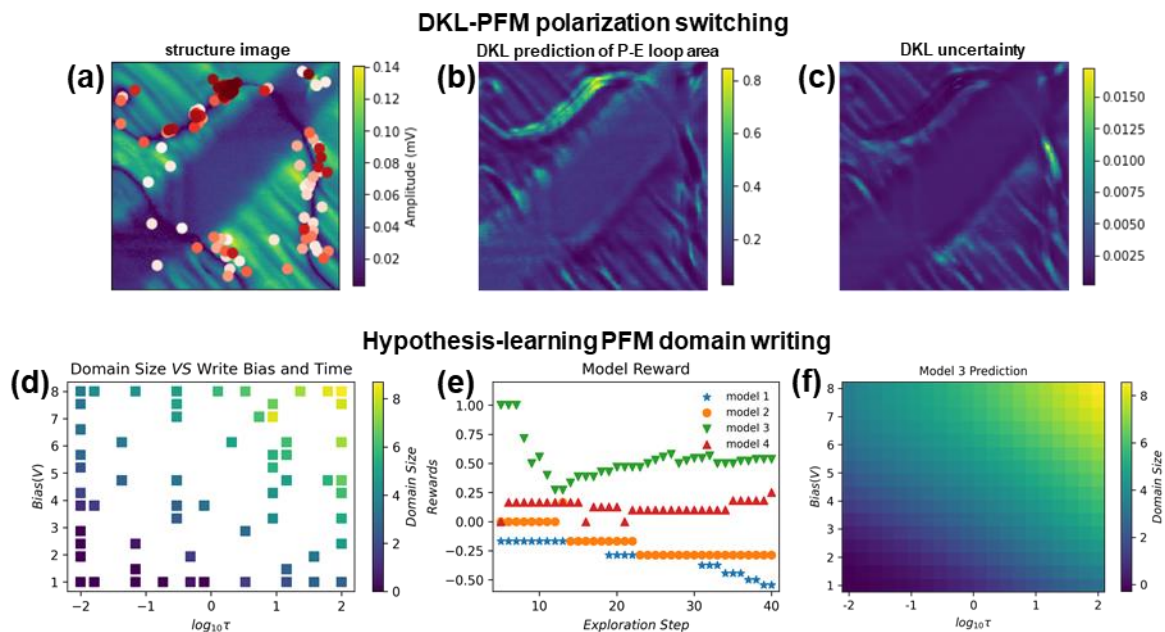 DKL-PFM polarization switching
structure image
DKL prediction of P-E loop area
DKL uncertainty
(a)
0.14
0.12
0.10
0.08
0.06
0.04
0.02
Amplitude (mV)
(b)
0.8
0.6
0.4
0.2
(c)
0.0150
0.0125
0.0100
0.0075
0.0050
0.0025
Hypothesis-learning PFM domain writing
(d)
Domain Size VS Write Bias and Time
Bias(V)
8
7
6
5
4
3
2
1
−2
−1
0
1
2
log₁₀τ
8
6
4
2
0
Domain Size
(e)
Model Reward
model 1
model 2
model 3
model 4
Rewards
1.00
0.75
0.50
0.25
0.00
−0.25
−0.50
10
20
30
40
Exploration Step
(f)
Model 3 Prediction
Bias(V)
8
7
6
5
4
3
2
1
-2
-1
0
1
2
log₁₀τ
8
6
4
2
0
Domain Size